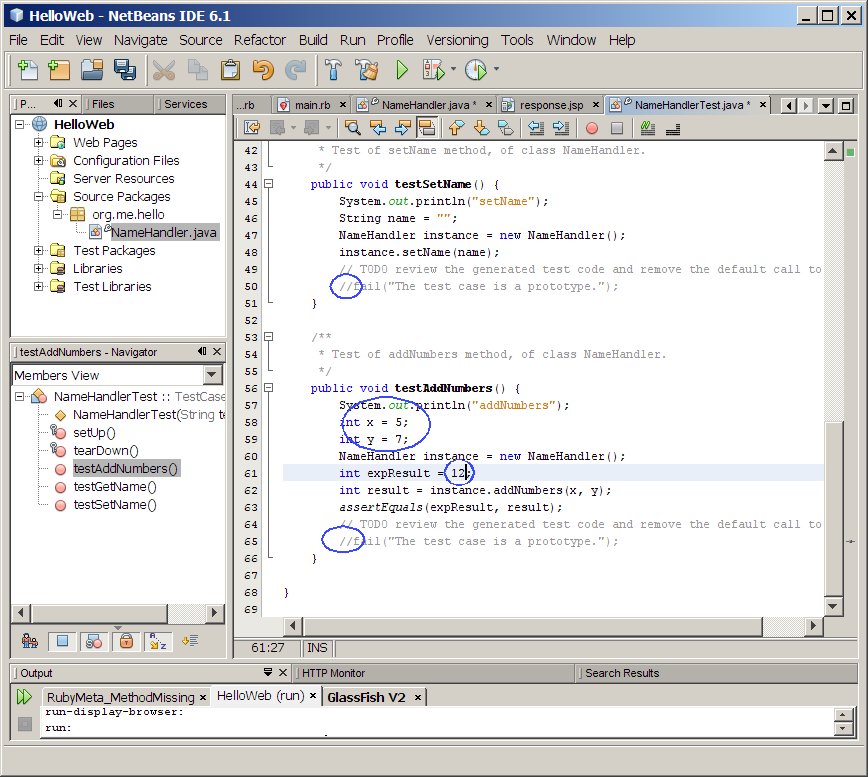 HelloWeb - NetBeans IDE 6.1
File Edit View Navigate Source Refactor Build Run Profile Versioning Tools Window Help
P... Files Services
HelloWeb
Web Pages
Configuration Files
Server Resources
Source Packages
org.me.hello
NameHandler.java
Test Packages
Libraries
Test Libraries
testAddNumbers - Navigator
Members View
NameHandlerTest :: TestCase
NameHandlerTest(String te
setUp()
tearDown()
testAddNumbers()
testGetName()
testSetName()
...rb main.rb NameHandler.java * response.jsp NameHandlerTest.java *
42 * Test of setName method, of class NameHandler.
43 */
44 public void testSetName() {
45 System.out.println("setName");
46 String name = "";
47 NameHandler instance = new NameHandler();
48 instance.setName(name);
49 // TODO review the generated test code and remove the default call to
50 //fail("The test case is a prototype.");
51 }
52
53 /**
54 * Test of addNumbers method, of class NameHandler.
55 */
56 public void testAddNumbers() {
57 System.out.println("addNumbers");
58 int x = 5;
59 int y = 7;
60 NameHandler instance = new NameHandler();
61 int expResult = 12;
62 int result = instance.addNumbers(x, y);
63 assertEquals(expResult, result);
64 // TODO review the generated test code and remove the default call to
65 //fail("The test case is a prototype.");
66 }
67
68 }
69
61:27 INS
Output HTTP Monitor Search Results
RubyMeta_MethodMissing HelloWeb (run) GlassFish V2
run-display-browser:
run: